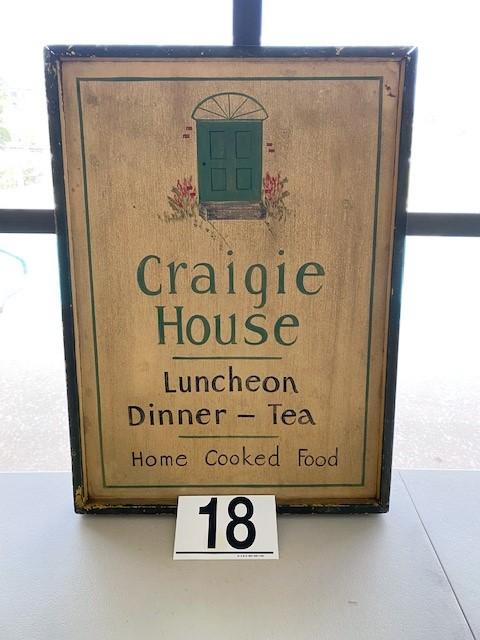 Craigie
House
Luncheon
Dinner – Tea
Home Cooked Food
18